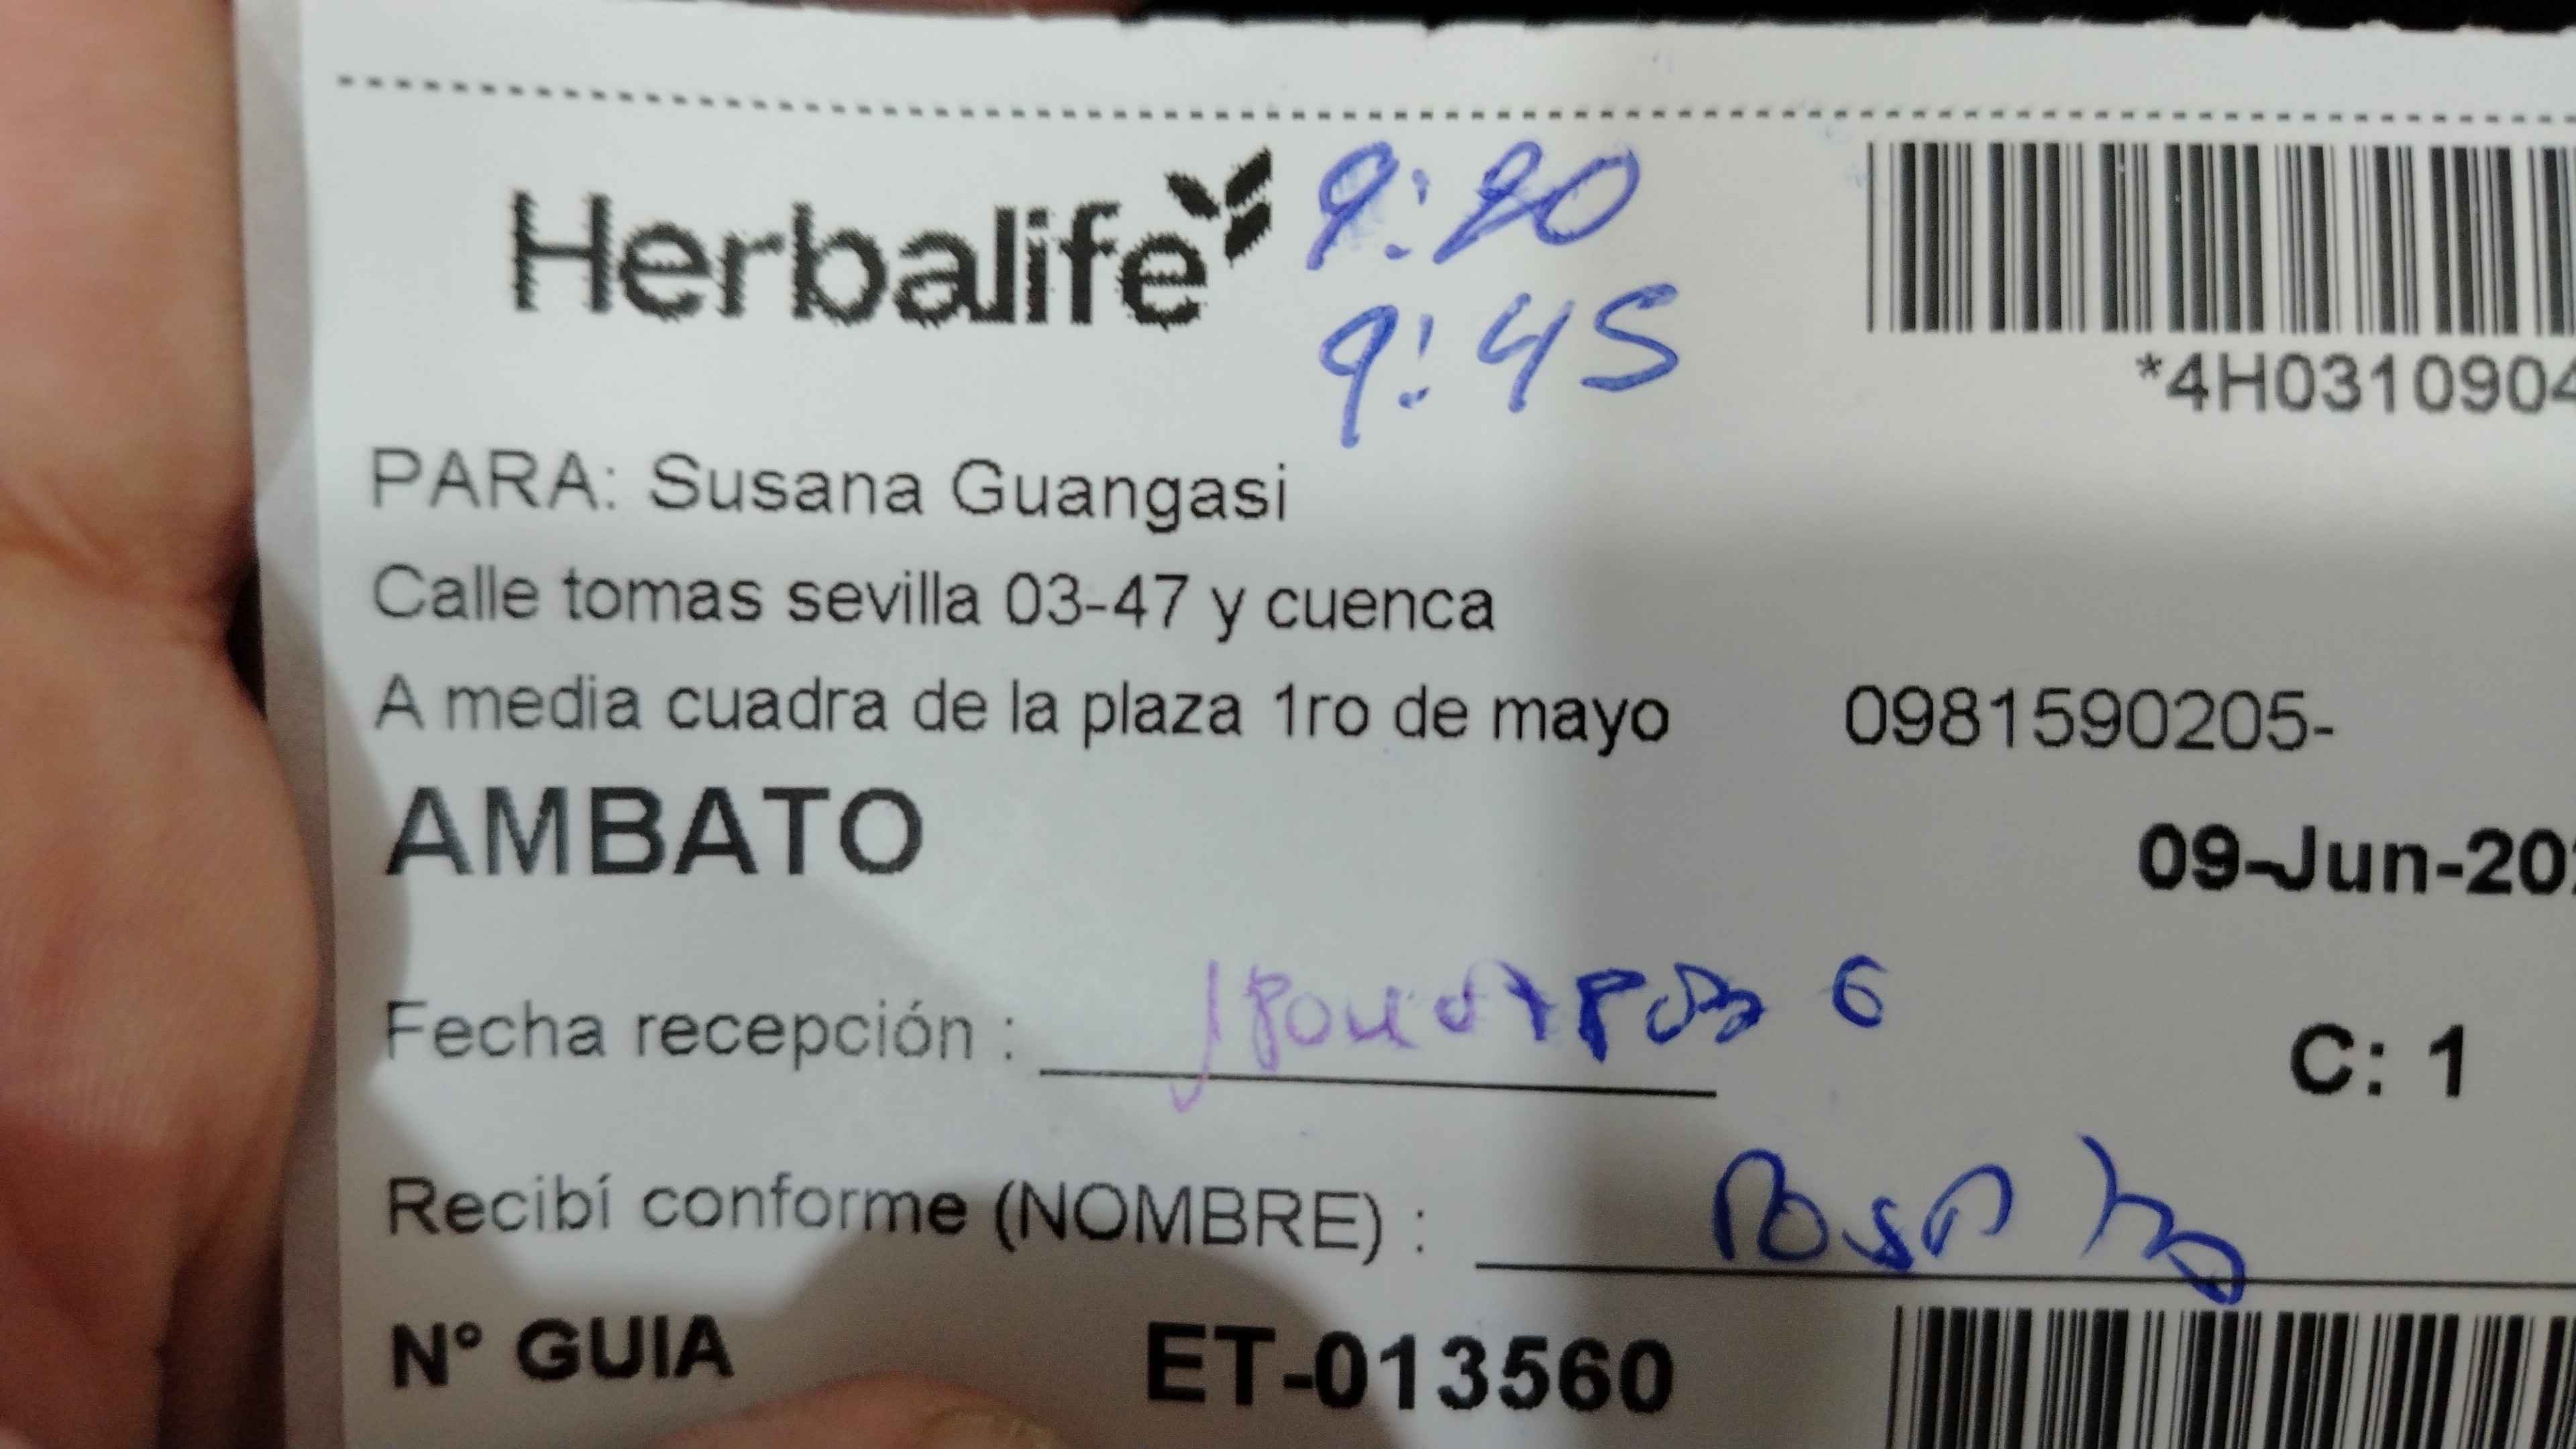 Herbalife
9:20
9:45
*4H0310904
PARA: Susana Guangasi
Calle tomas sevilla 03-47 y cuenca
A media cuadra de la plaza 1ro de mayo 0981590205-
AMBATO
09-Jun-20
Fecha recepción :
C: 1
Recibí conforme (NOMBRE) :
N° GUIA ET-013560